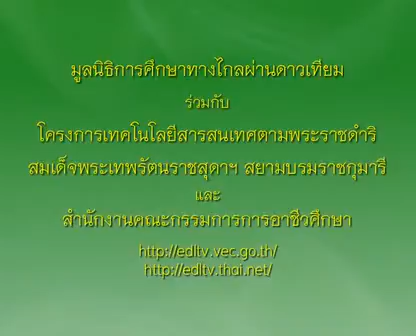 มูลนิธิการศึกษาทางไกลผ่านดาวเทียม
ร่วมกับ
โครงการเทคโนโลยีสารสนเทศตามพระราชดำริ
สมเด็จพระเทพรัตนราชสุดาฯ สยามบรมราชกุมารี
และ
สำนักงานคณะกรรมการการอาชีวศึกษา
http://edltv.vec.go.th/
http://edltv.thai.net/